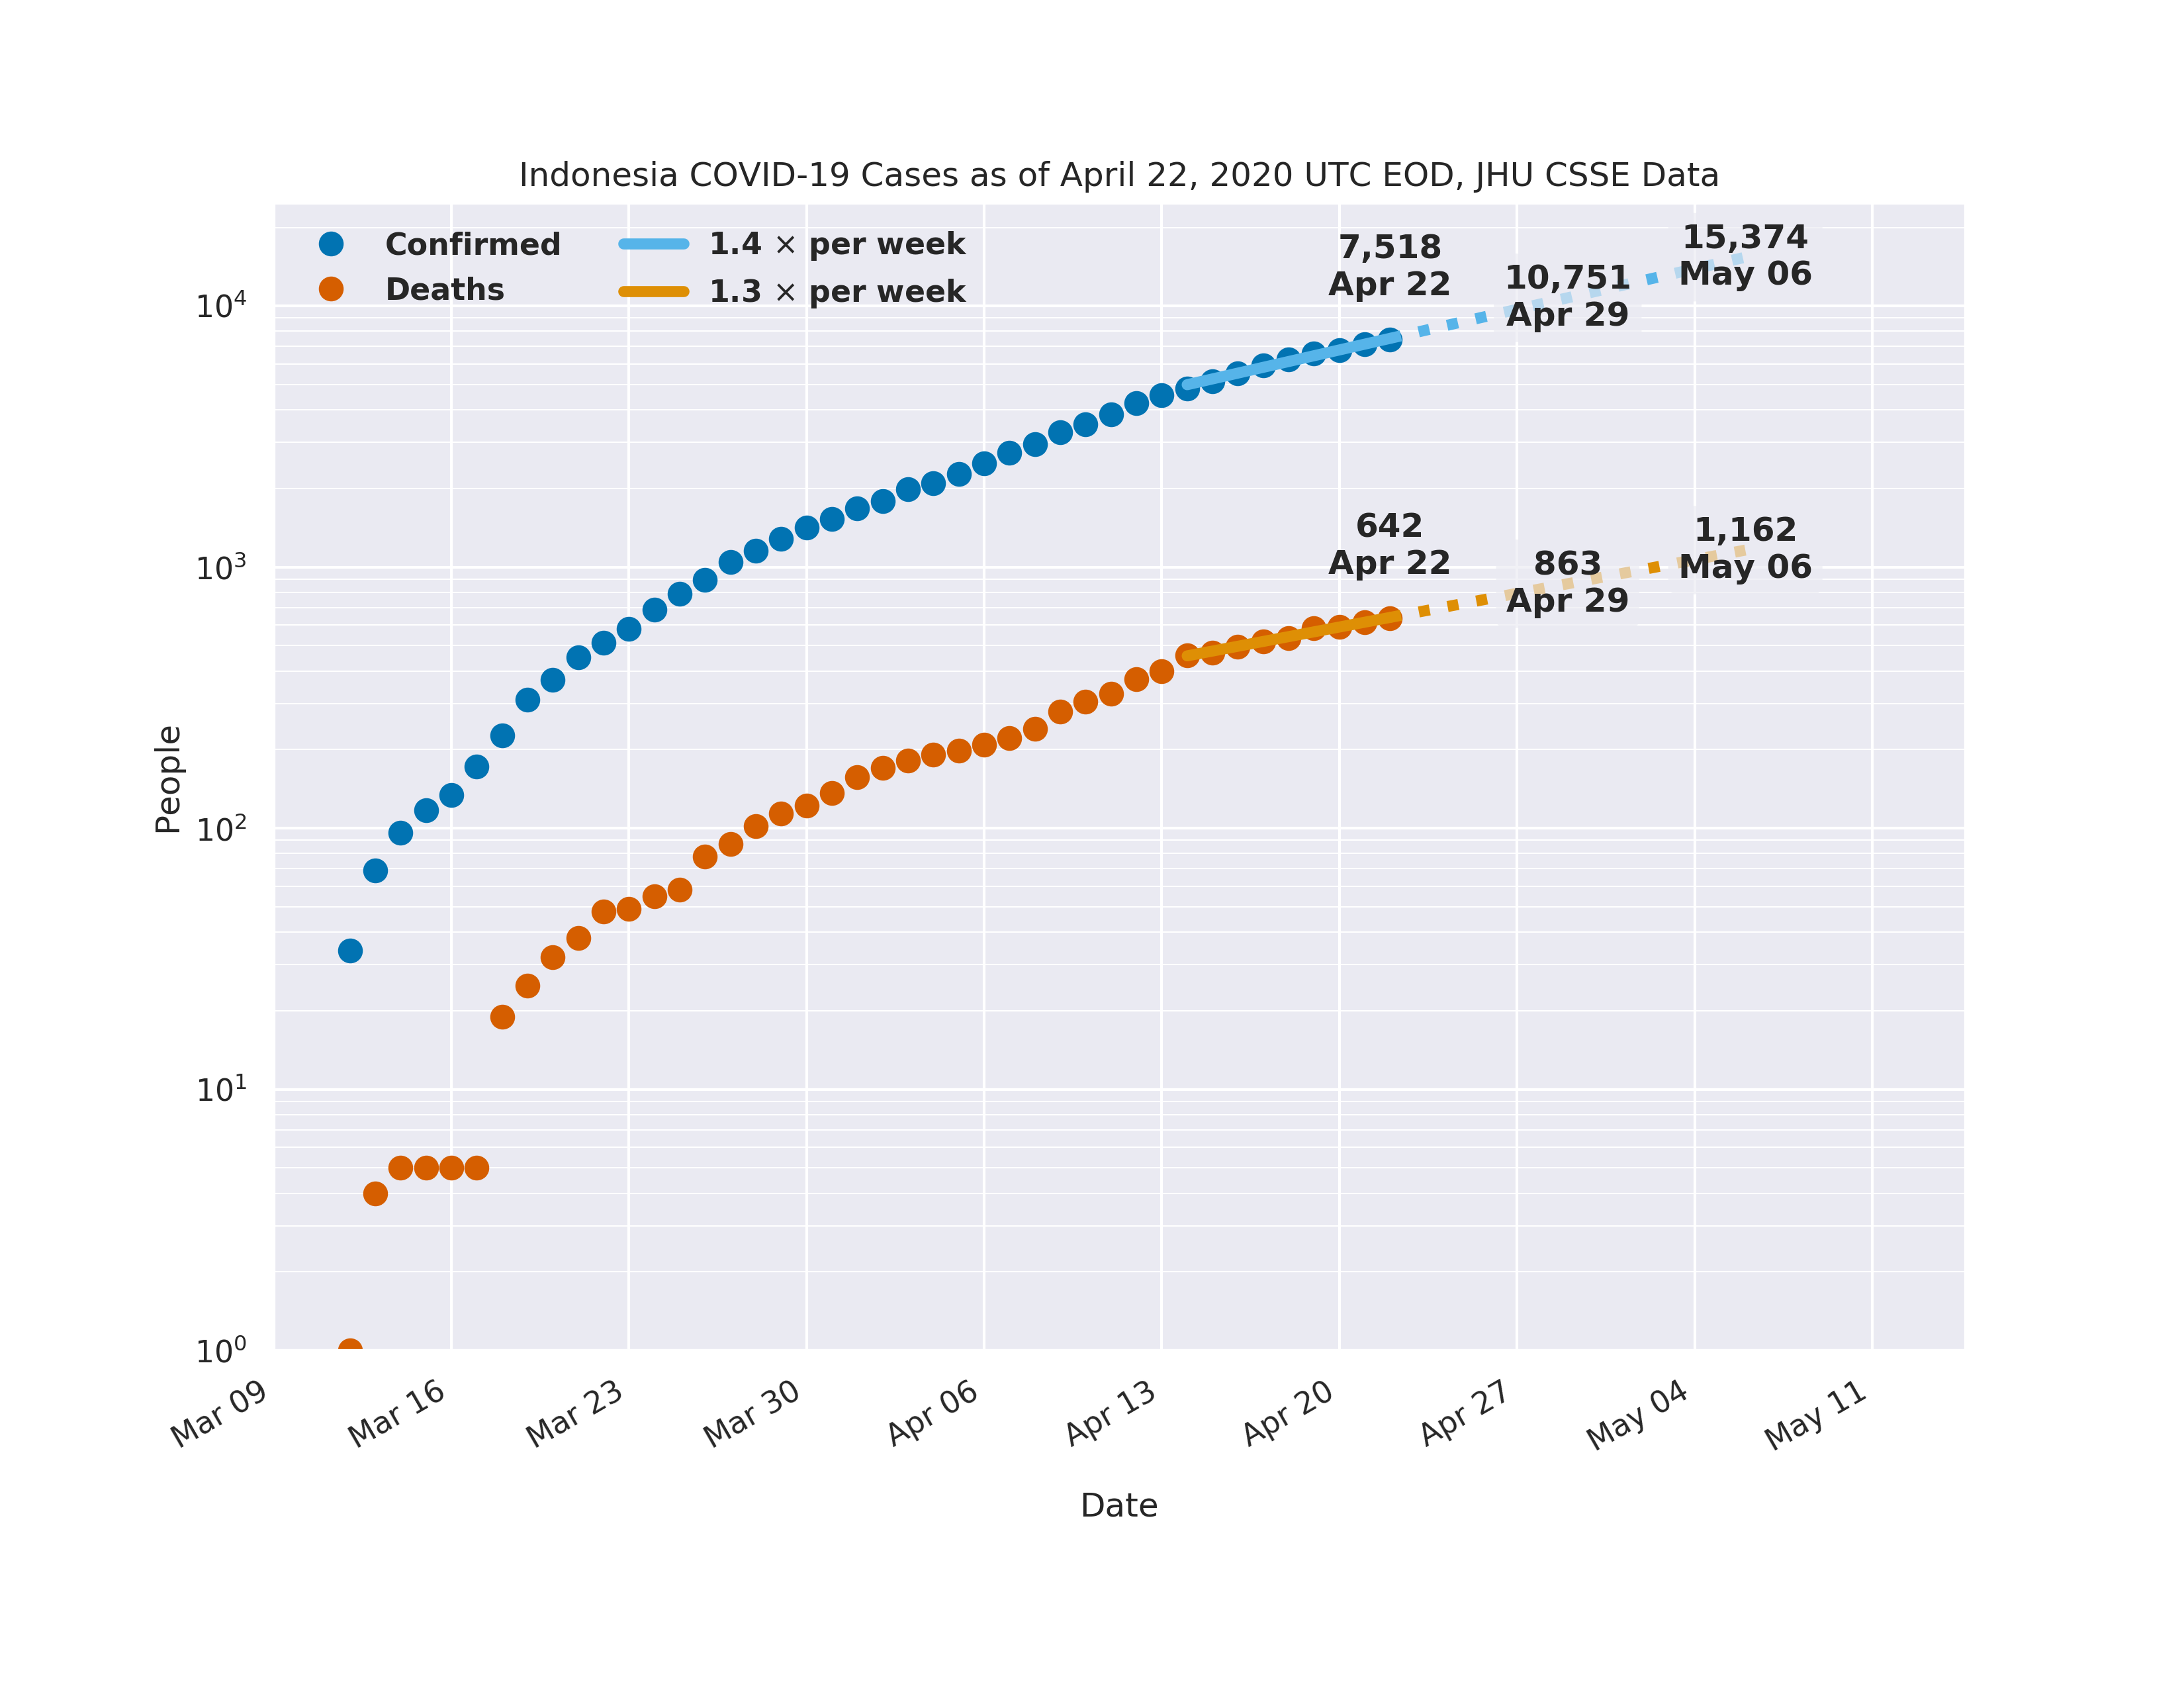 Indonesia COVID-19 Cases as of April 22, 2020 UTC EOD, JHU CSSE Data
Confirmed
Deaths
1.4 × per week
1.3 × per week
7,518
Apr 22
10,751
Apr 29
15,374
May 06
642
Apr 22
863
Apr 29
1,162
May 06
People
10⁴
10³
10²
10¹
10⁰
Mar 09
Mar 16
Mar 23
Mar 30
Apr 06
Apr 13
Apr 20
Apr 27
May 04
May 11
Date